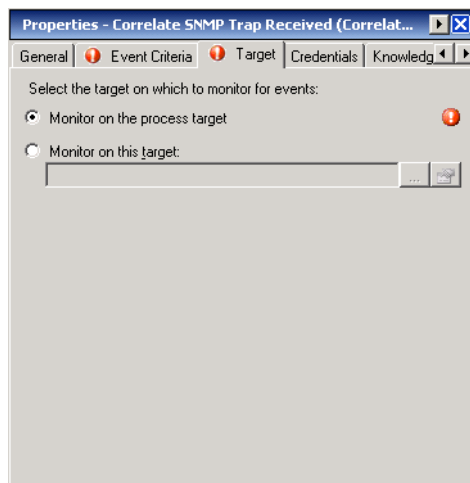 Properties - Correlate SNMP Trap Received (Correlat...
General Event Criteria Target Credentials Knowledg
Select the target on which to monitor for events:
Monitor on the process target
Monitor on this target:
...